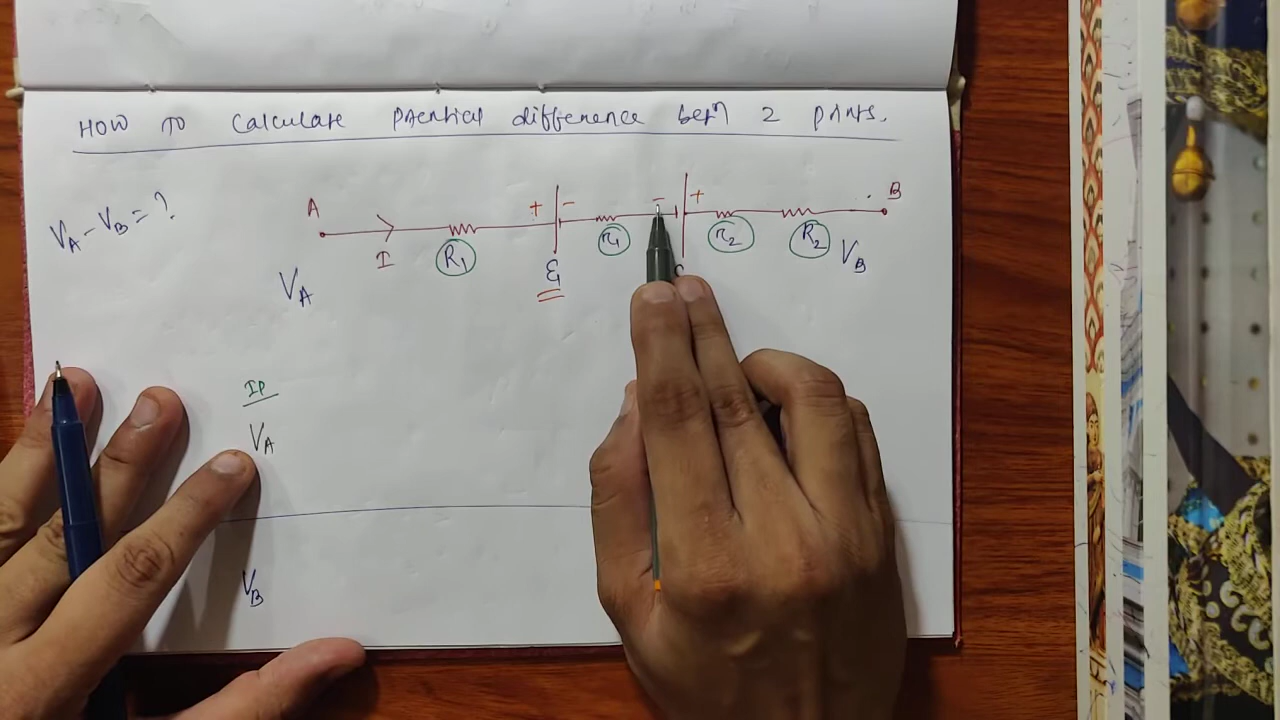 HOW TO Calculate potential difference betn 2 points.
VA - VB = ?
A + - - + B
I R1 r1 r2 R2
VA ε1 VB
IP
VA
VB